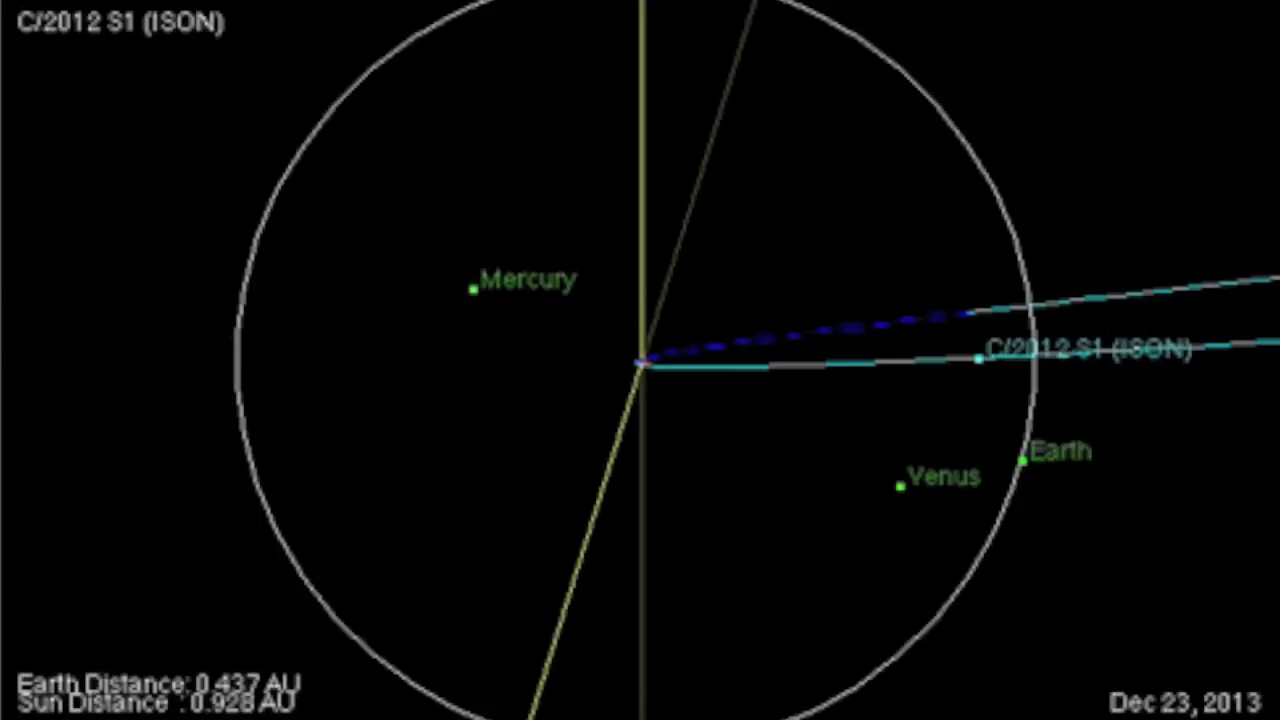 C/2012 S1 (ISON)
Mercury
C/2012 S1 (ISON)
Earth
Venus
Earth Distance: 0.437 AU
Sun Distance : 0.928 AU
Dec 23, 2013